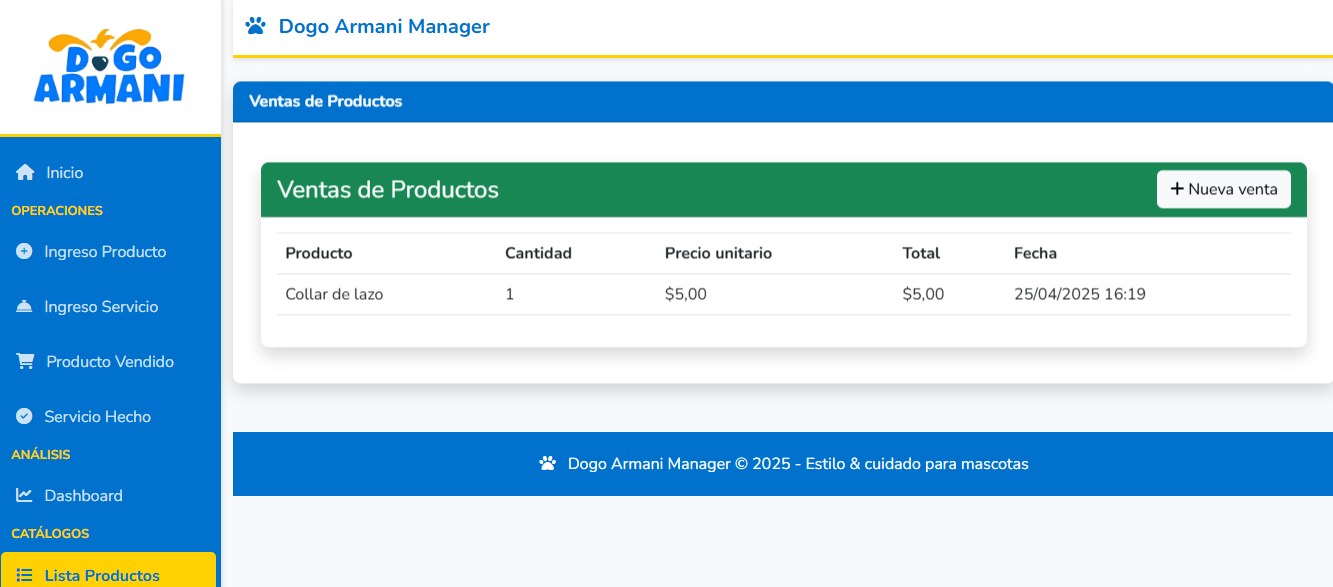 DOGO
ARMANI
Inicio
OPERACIONES
Ingreso Producto
Ingreso Servicio
Producto Vendido
Servicio Hecho
ANÁLISIS
Dashboard
CATÁLOGOS
Lista Productos
Dogo Armani Manager
Ventas de Productos
Ventas de Productos
+ Nueva venta
Producto Cantidad Precio unitario Total Fecha
Collar de lazo 1 $5,00 $5,00 25/04/2025 16:19
Dogo Armani Manager © 2025 - Estilo & cuidado para mascotas